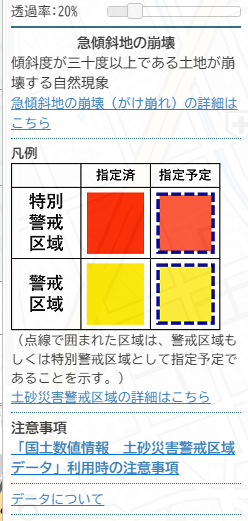 透過率:20%
急傾斜地の崩壊
傾斜度が三十度以上である土地が崩
壊する自然現象
急傾斜地の崩壊（がけ崩れ）の詳細は
こちら
凡例
指定済 指定予定
特別
警戒
区域
警戒
区域
（点線で囲まれた区域は、警戒区域も
しくは特別警戒区域として指定予定で
あることを示す。）
土砂災害警戒区域の詳細はこちら
注意事項
「国土数値情報　土砂災害警戒区域
データ」利用時の注意事項
データについて